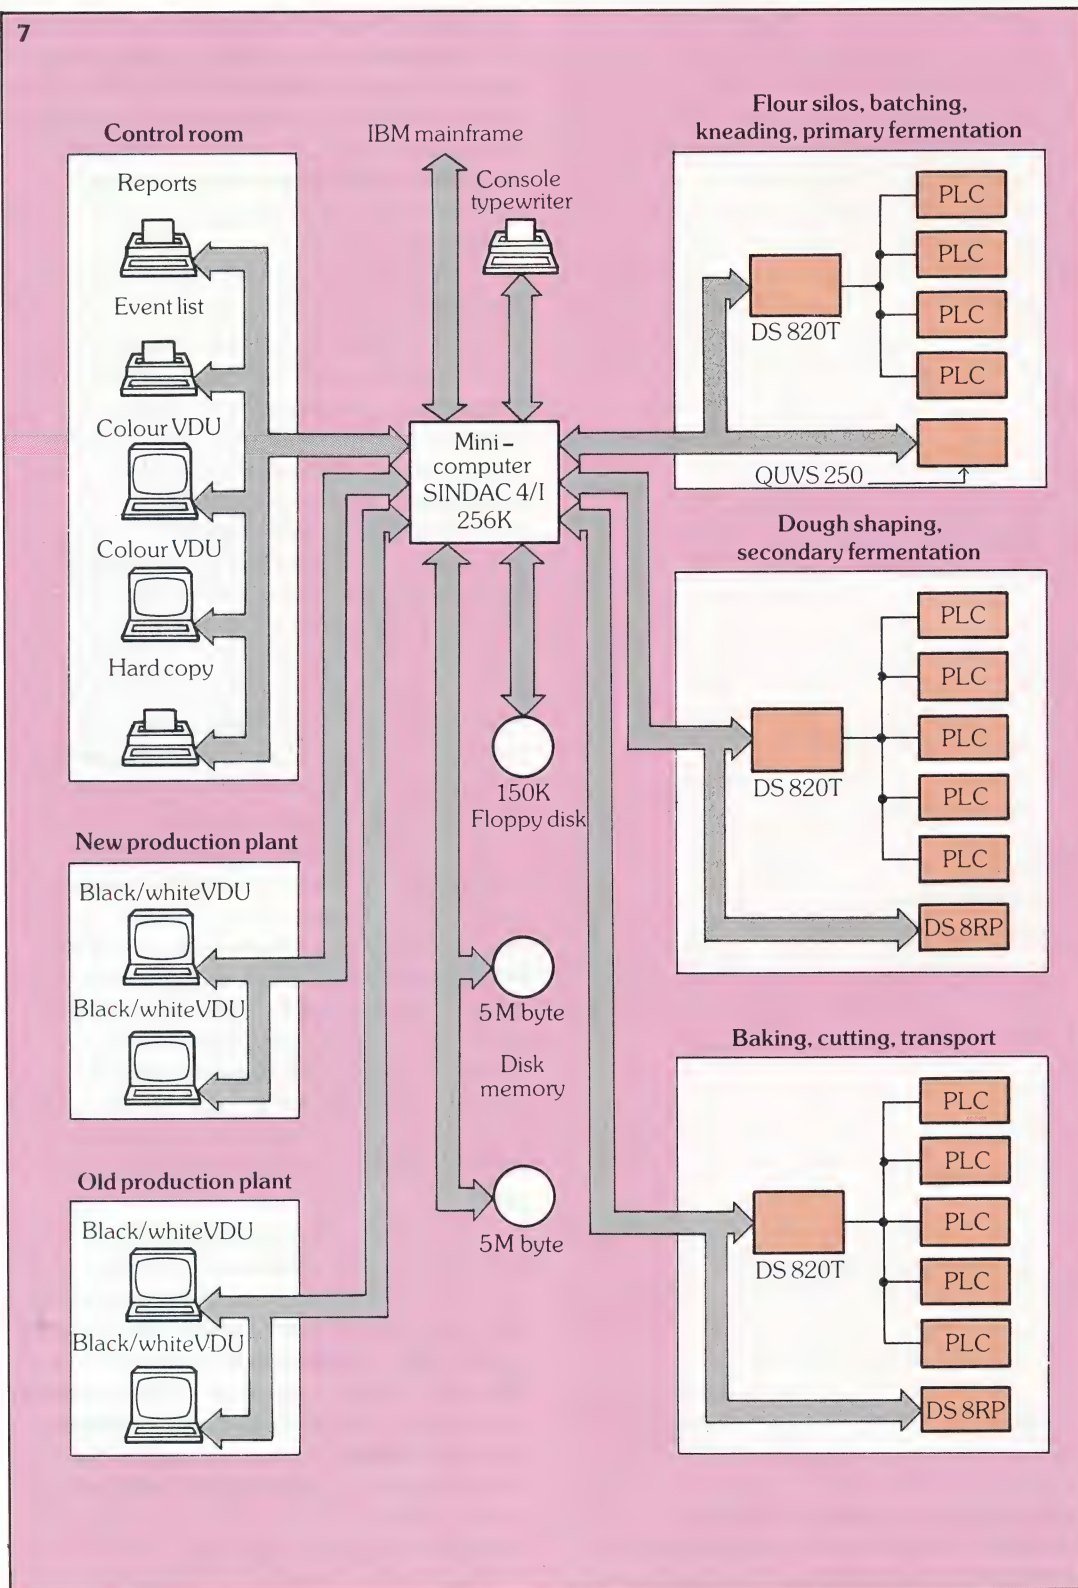 7
Control room
Reports
Event list
Colour VDU
Colour VDU
Hard copy
New production plant
Black/white VDU
Black/white VDU
Old production plant
Black/white VDU
Black/white VDU
IBM mainframe
Console
typewriter
Mini–
computer
SINDAC 4/I
256K
150K
Floppy disk
5M byte
Disk
memory
5M byte
Flour silos, batching,
kneading, primary fermentation
PLC
PLC
PLC
PLC
DS 820T
QUVS 250
Dough shaping,
secondary fermentation
PLC
PLC
PLC
PLC
PLC
DS 820T
DS 8RP
Baking, cutting, transport
PLC
PLC
PLC
PLC
PLC
DS 820T
DS 8RP